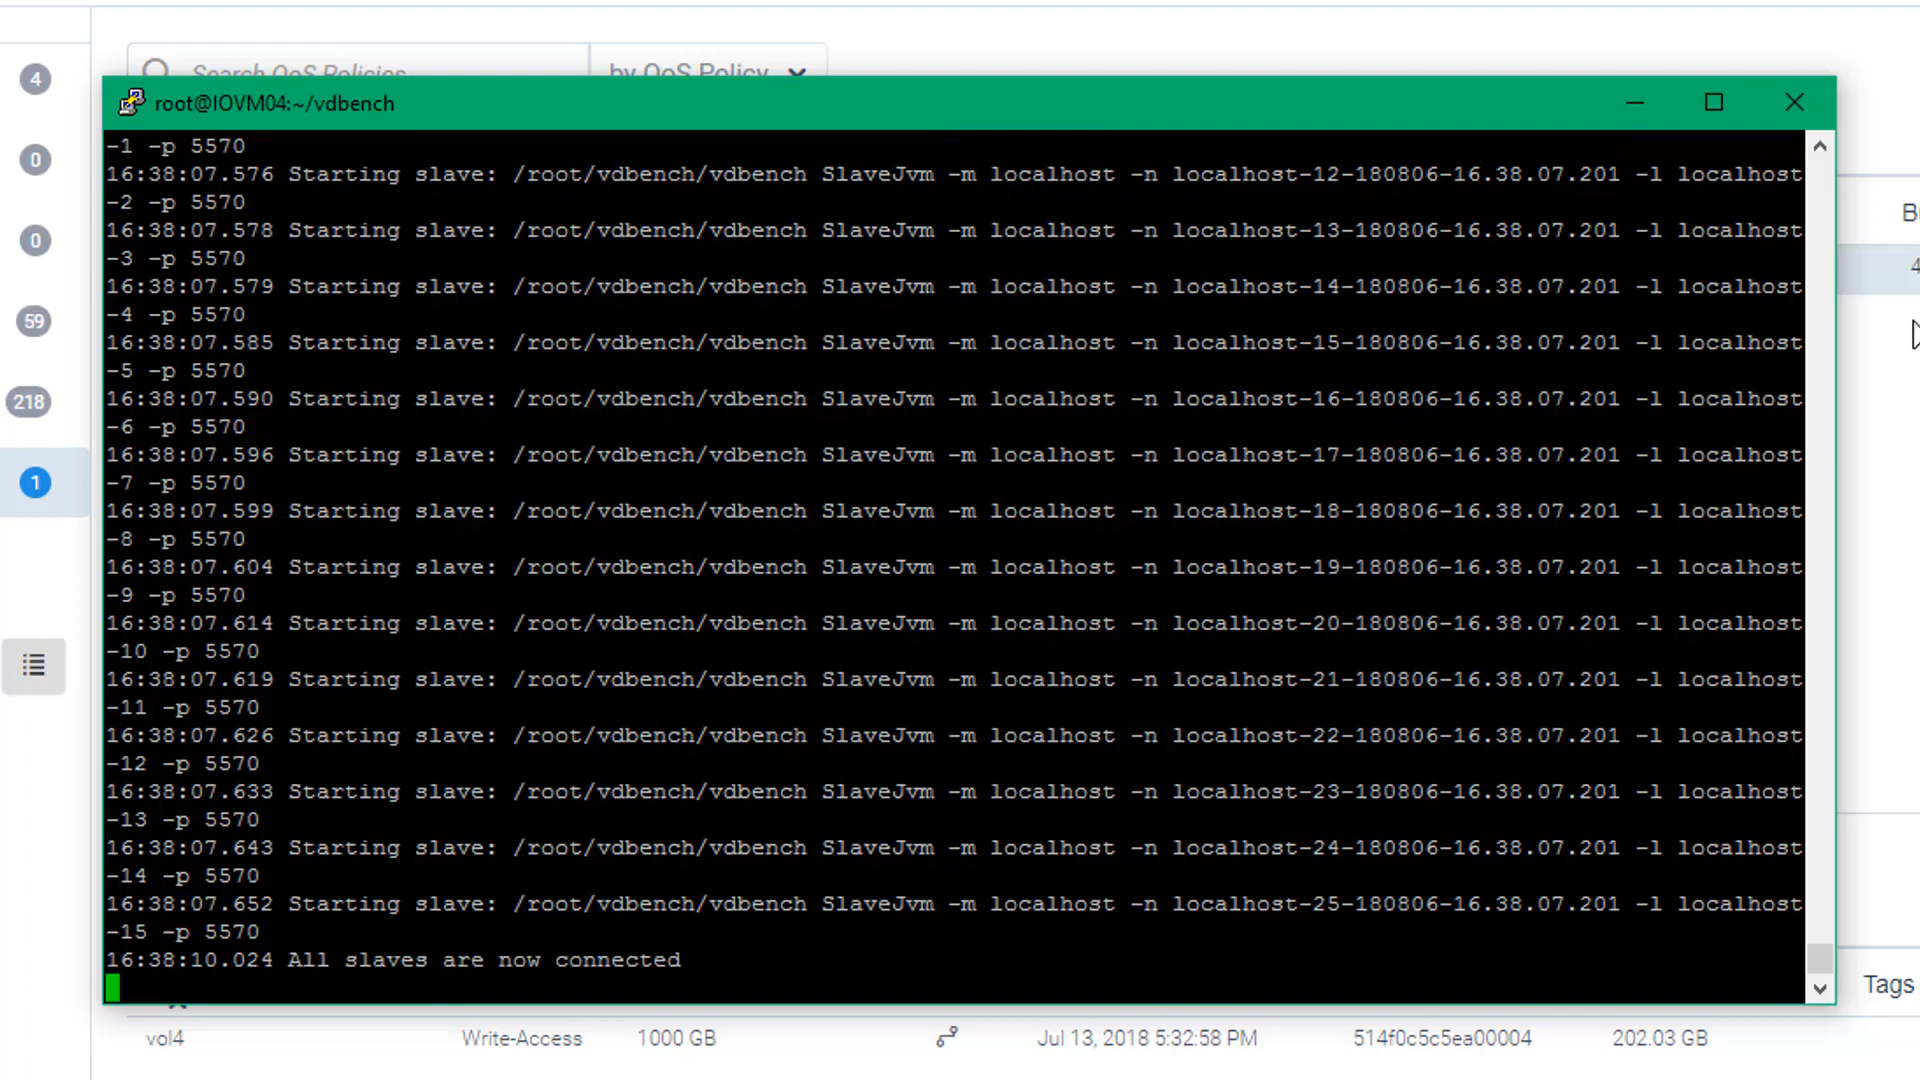 4
Search QoS Policies
by QoS Policy
0
0
59
218
1
root@IOVM04:~/vdbench
-1 -p 5570
16:38:07.576 Starting slave: /root/vdbench/vdbench SlaveJvm -m localhost -n localhost-12-180806-16.38.07.201 -l localhost
-2 -p 5570
16:38:07.578 Starting slave: /root/vdbench/vdbench SlaveJvm -m localhost -n localhost-13-180806-16.38.07.201 -l localhost
-3 -p 5570
16:38:07.579 Starting slave: /root/vdbench/vdbench SlaveJvm -m localhost -n localhost-14-180806-16.38.07.201 -l localhost
-4 -p 5570
16:38:07.585 Starting slave: /root/vdbench/vdbench SlaveJvm -m localhost -n localhost-15-180806-16.38.07.201 -l localhost
-5 -p 5570
16:38:07.590 Starting slave: /root/vdbench/vdbench SlaveJvm -m localhost -n localhost-16-180806-16.38.07.201 -l localhost
-6 -p 5570
16:38:07.596 Starting slave: /root/vdbench/vdbench SlaveJvm -m localhost -n localhost-17-180806-16.38.07.201 -l localhost
-7 -p 5570
16:38:07.599 Starting slave: /root/vdbench/vdbench SlaveJvm -m localhost -n localhost-18-180806-16.38.07.201 -l localhost
-8 -p 5570
16:38:07.604 Starting slave: /root/vdbench/vdbench SlaveJvm -m localhost -n localhost-19-180806-16.38.07.201 -l localhost
-9 -p 5570
16:38:07.614 Starting slave: /root/vdbench/vdbench SlaveJvm -m localhost -n localhost-20-180806-16.38.07.201 -l localhost
-10 -p 5570
16:38:07.619 Starting slave: /root/vdbench/vdbench SlaveJvm -m localhost -n localhost-21-180806-16.38.07.201 -l localhost
-11 -p 5570
16:38:07.626 Starting slave: /root/vdbench/vdbench SlaveJvm -m localhost -n localhost-22-180806-16.38.07.201 -l localhost
-12 -p 5570
16:38:07.633 Starting slave: /root/vdbench/vdbench SlaveJvm -m localhost -n localhost-23-180806-16.38.07.201 -l localhost
-13 -p 5570
16:38:07.643 Starting slave: /root/vdbench/vdbench SlaveJvm -m localhost -n localhost-24-180806-16.38.07.201 -l localhost
-14 -p 5570
16:38:07.652 Starting slave: /root/vdbench/vdbench SlaveJvm -m localhost -n localhost-25-180806-16.38.07.201 -l localhost
-15 -p 5570
16:38:10.024 All slaves are now connected
Tags
vol4 Write-Access 1000 GB Jul 13, 2018 5:32:58 PM 514f0c5c5ea00004 202.03 GB